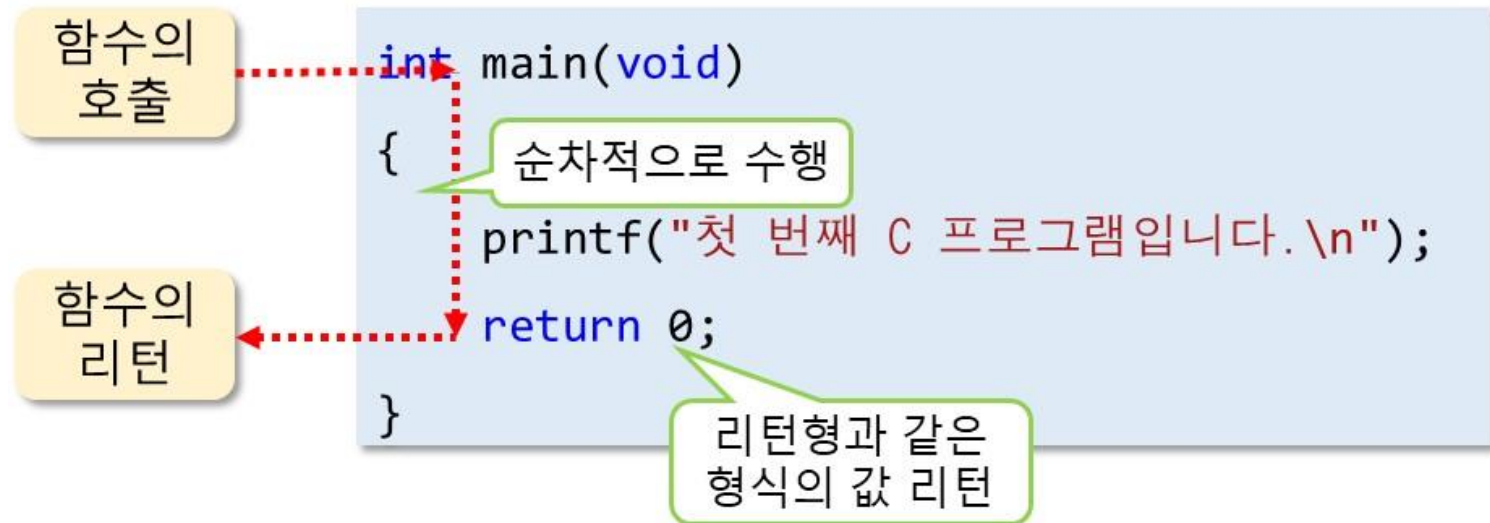 함수의
호출
int main(void)
{
순차적으로 수행
printf("첫 번째 C 프로그램입니다.\n");
함수의
리턴
return 0;
}
리턴형과 같은
형식의 값 리턴